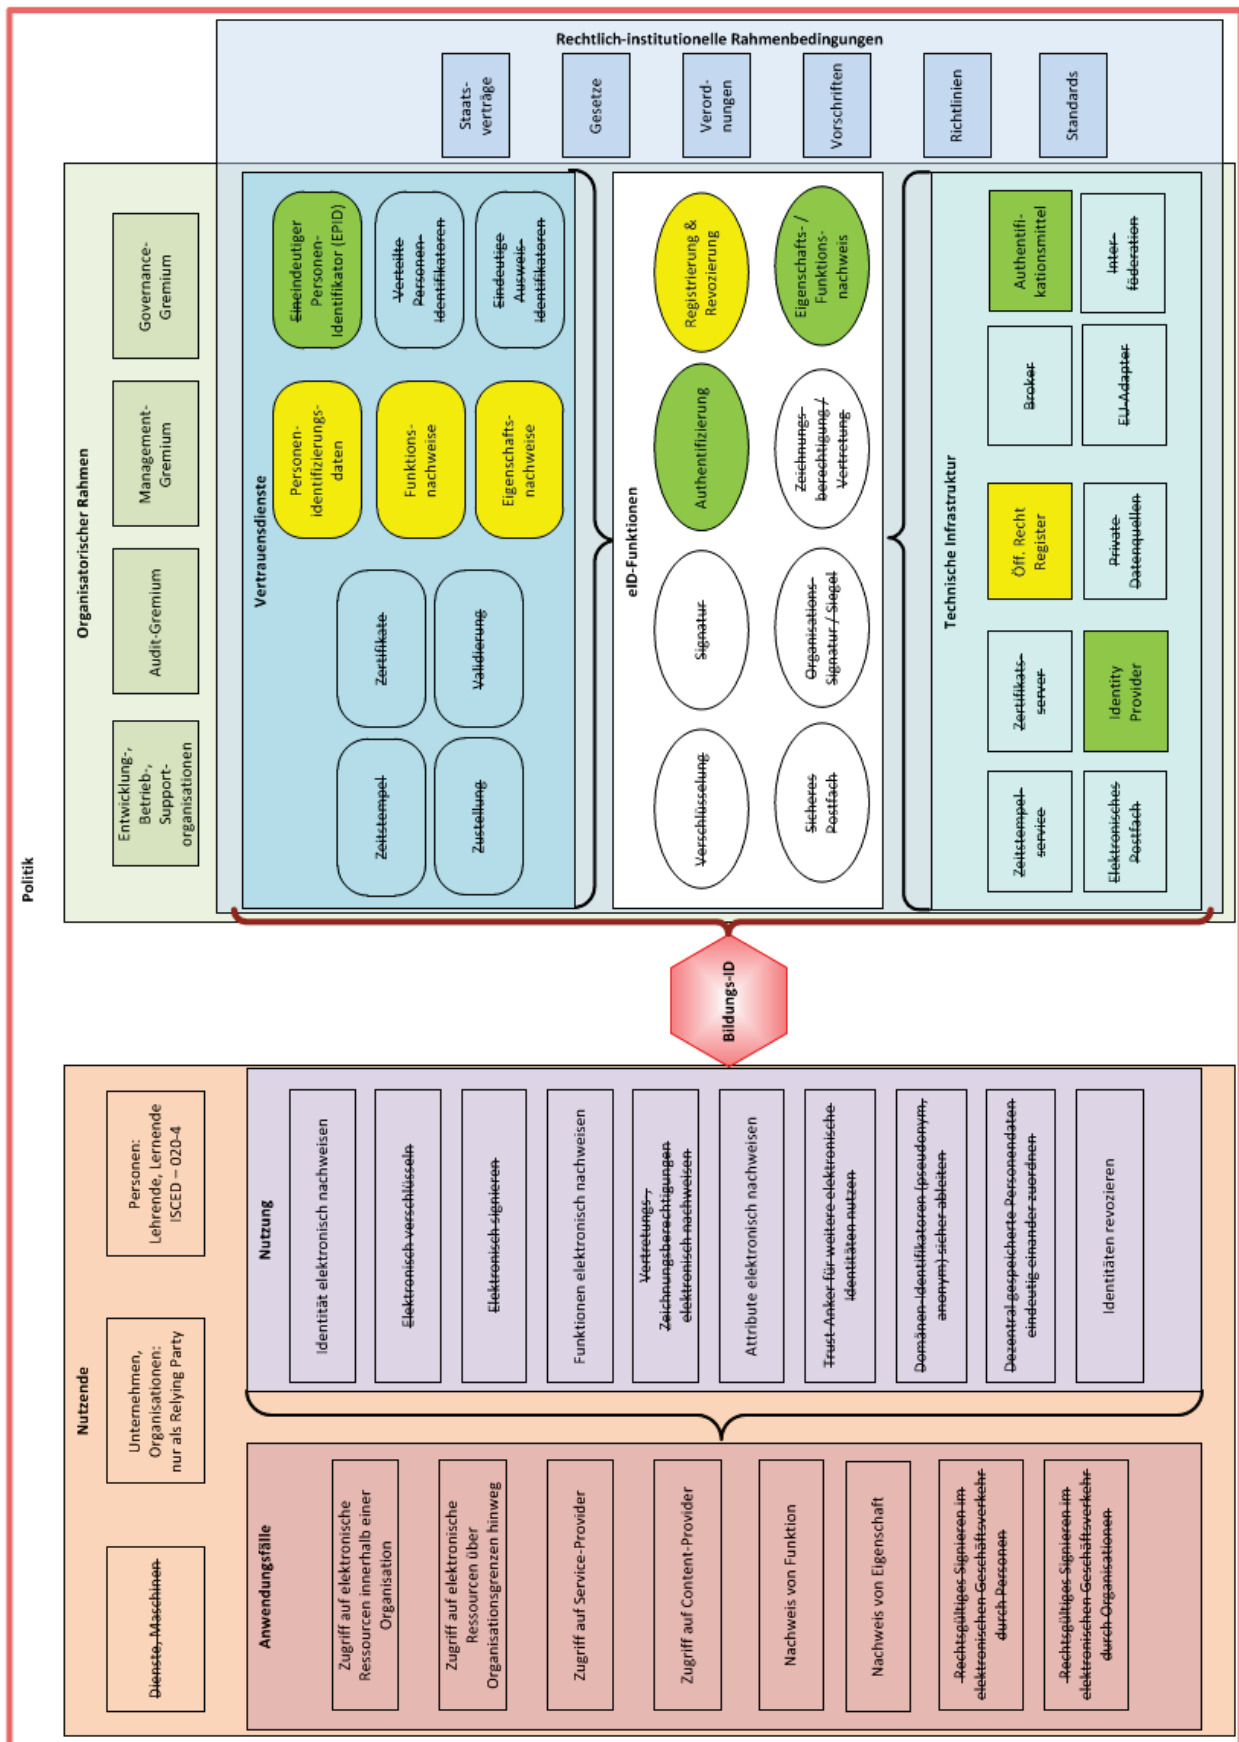 Politik
Nutzende
Dienste, Maschinen
Unternehmen,
Organisationen:
nur als Relying Party
Personen:
Lehrende, Lernende
ISCED – 020-4
Anwendungsfälle
Zugriff auf elektronische
Ressourcen innerhalb einer
Organisation
Zugriff auf elektronische
Ressourcen über
Organisationsgrenzen hinweg
Zugriff auf Service-Provider
Zugriff auf Content-Provider
Nachweis von Funktion
Nachweis von Eigenschaft
Rechtsgültiges Signieren im
elektronischen Geschäftsverkehr
durch Personen
Rechtsgültiges Signieren im
elektronischen Geschäftsverkehr
durch Organisationen
Nutzung
Identität elektronisch nachweisen
Elektronisch verschlüsseln
Elektronisch signieren
Funktionen elektronisch nachweisen
Vertretungs-,
Zeichnungsberechtigungen
elektronisch nachweisen
Attribute elektronisch nachweisen
Trust Anker für weitere elektronische
Identitäten nutzen
Domänen-Identifikatoren (pseudonym,
anonym) sicher ableiten
Dezentral gespeicherte Personendaten
eindeutig einander zuordnen
Identitäten revozieren
Bildungs-ID
Organisatorischer Rahmen
Entwicklung-,
Betrieb-,
Support-
organisationen
Audit-Gremium
Management-
Gremium
Governance-
Gremium
Vertrauensdienste
Zeitstempel
Zertifikate
Personen-
identifizierungs-
daten
Eineindeutiger
Personen-
Identifikator (EPID)
Funktions-
nachweise
Verteilte
Personen-
Identifikatoren
Zustellung
Validierung
Eigenschafts-
nachweise
Eindeutige
Ausweis-
Identifikatoren
eID-Funktionen
Verschlüsselung
Signatur
Authentifizierung
Registrierung &
Revozierung
Sicheres
Postfach
Organisations-
Signatur / Siegel
Zeichnungs-
berechtigung /
Vertretung
Eigenschafts- /
Funktions-
nachweis
Technische Infrastruktur
Zeitstempel-
service
Zertifikats-
server
Öff. Recht
Register
Broker
Authentifi-
kationsmittel
Elektronisches
Postfach
Identity
Provider
Private
Datenquellen
EU-Adapter
Inter-
föderation
Rechtlich-institutionelle Rahmenbedingungen
Staats-
verträge
Gesetze
Verord-
nungen
Vorschriften
Richtlinien
Standards